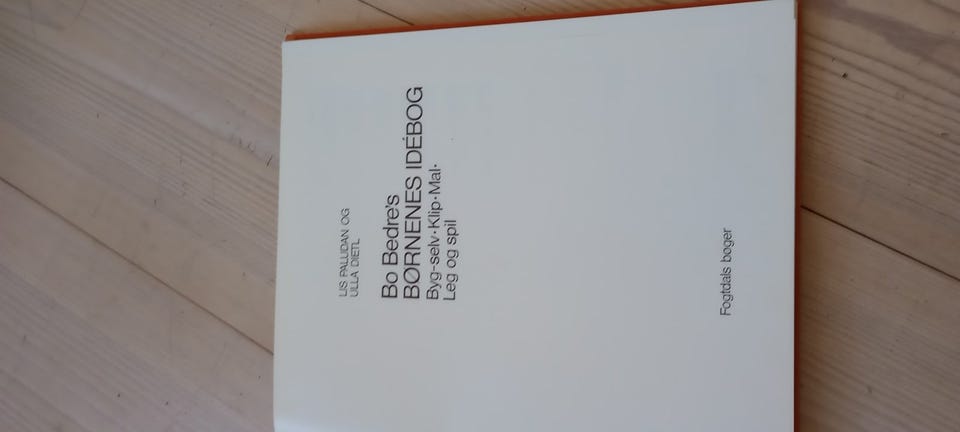 LIS PALUDAN OG
ULLA DIETL
Bo Bedre's
BØRNENES IDÉBOG
Byg-selv·Klip·Mal·
Leg og spil
Fogtdals bøger